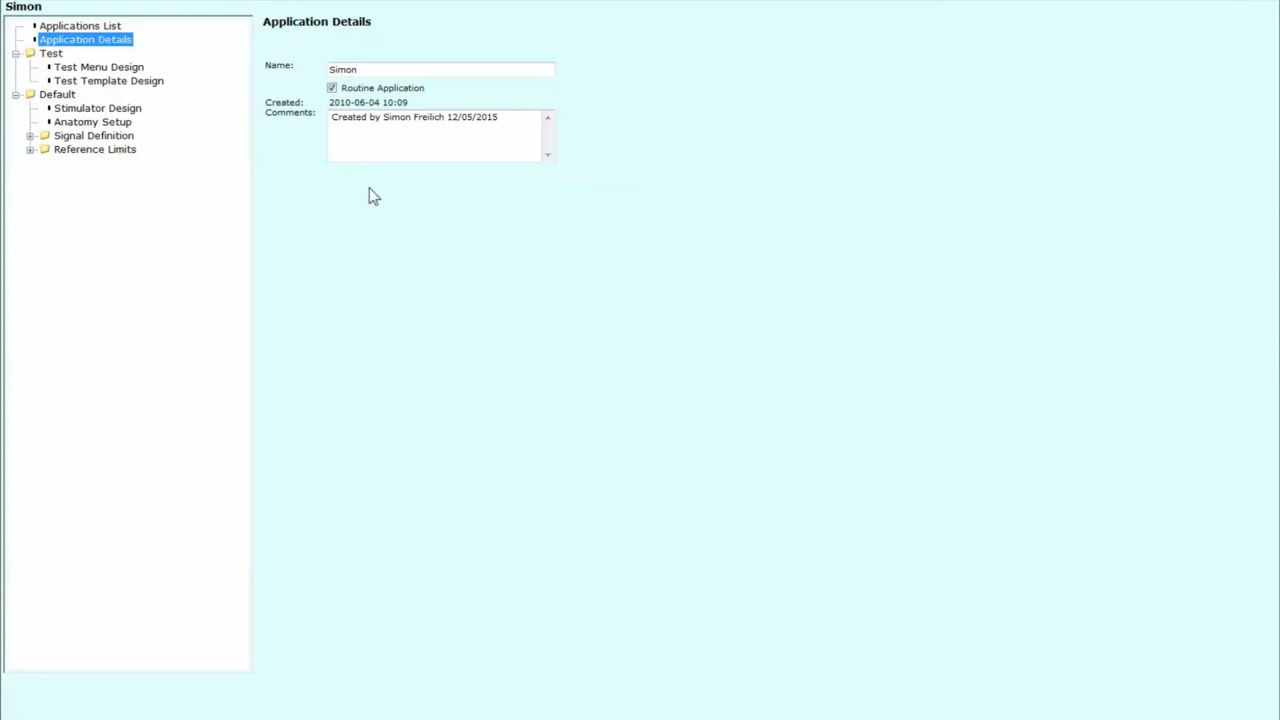 Simon
Applications List
Application Details
Test
Test Menu Design
Test Template Design
Default
Stimulator Design
Anatomy Setup
Signal Definition
Reference Limits
Application Details
Name: Simon
Routine Application
Created: 2010-06-04 10:09
Comments: Created by Simon Freilich 12/05/2015